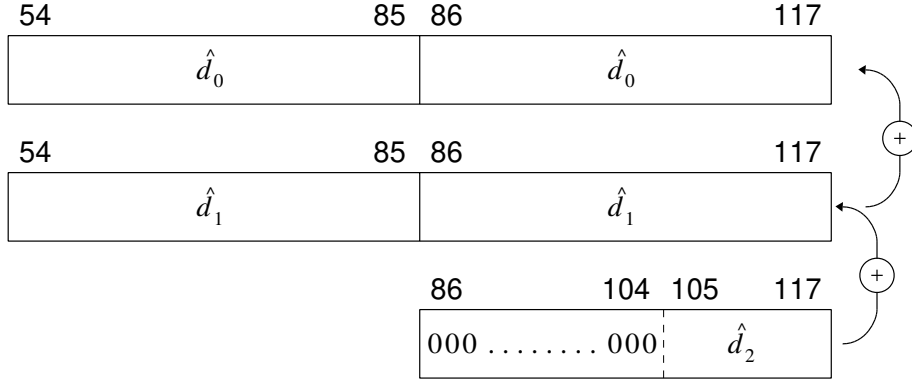 54 85 86 117
d̂₀ d̂₀
+
54 85 86 117
d̂₁ d̂₁
+
86 104 105 117
000 . . . . . . . . 000 d̂₂